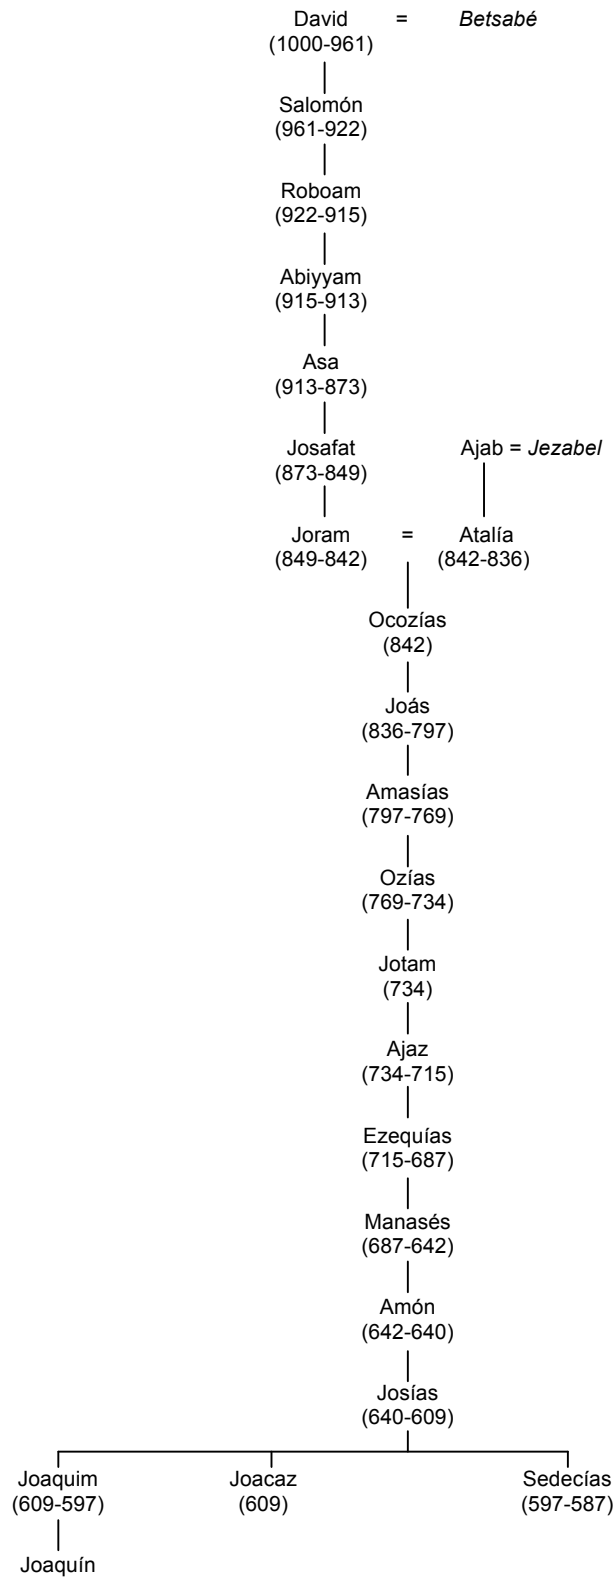 David = Betsabé
(1000-961)
Salomón
(961-922)
Roboam
(922-915)
Abiyyam
(915-913)
Asa
(913-873)
Josafat Ajab = Jezabel
(873-849)
Joram = Atalía
(849-842) (842-836)
Ocozías
(842)
Joás
(836-797)
Amasías
(797-769)
Ozías
(769-734)
Jotam
(734)
Ajaz
(734-715)
Ezequías
(715-687)
Manasés
(687-642)
Amón
(642-640)
Josías
(640-609)
Joaquim Joacaz Sedecías
(609-597) (609) (597-587)
Joaquín